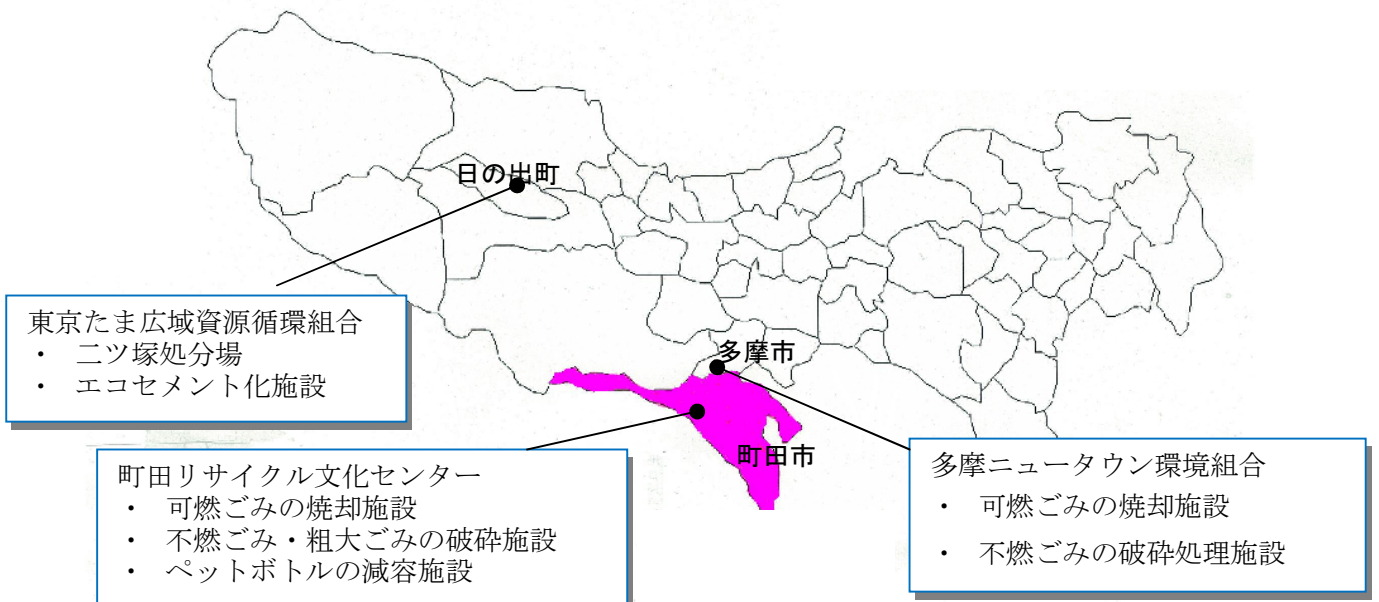 日の出町
東京たま広域資源循環組合
・ 二ツ塚処分場
・ エコセメント化施設
多摩市
町田市
町田リサイクル文化センター
・ 可燃ごみの焼却施設
・ 不燃ごみ・粗大ごみの破砕施設
・ ペットボトルの減容施設
多摩ニュータウン環境組合
・ 可燃ごみの焼却施設
・ 不燃ごみの破砕処理施設